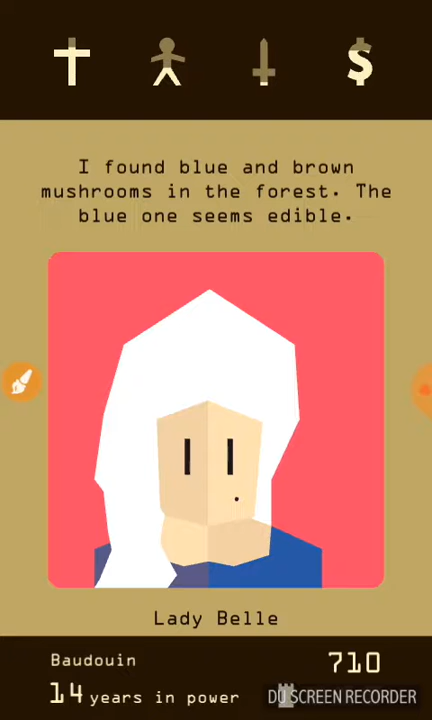 $
I found blue and brown
mushrooms in the forest. The
blue one seems edible.
Lady Belle
Baudouin
710
14 years in power
DU SCREEN RECORDER